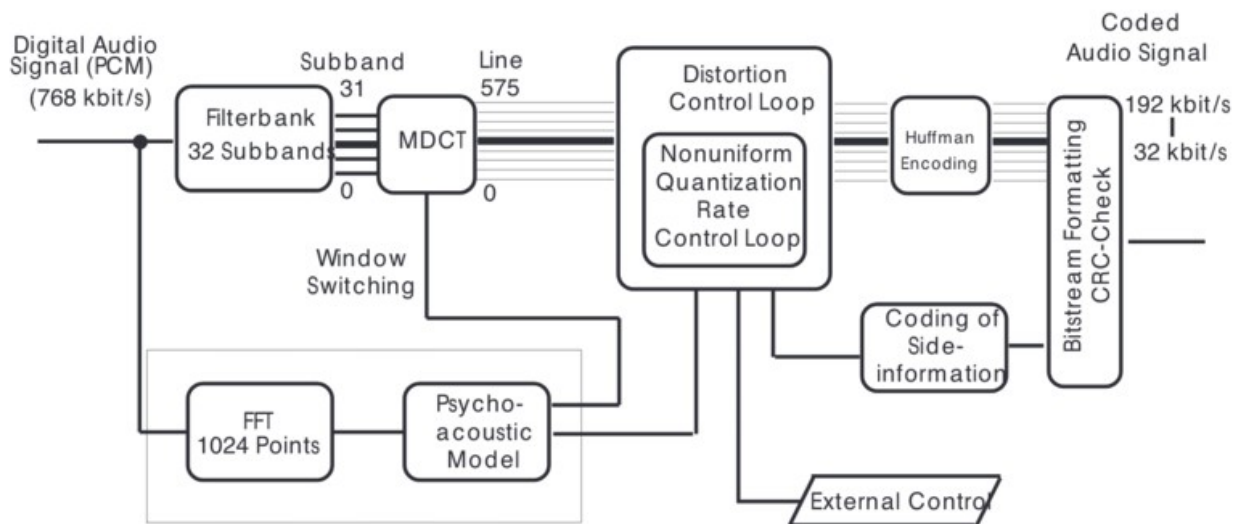 Digital Audio
Signal (PCM)
(768 kbit/s)
Filterbank
32 Subbands
Subband
31
0
MDCT
Line
575
0
Window
Switching
Distortion
Control Loop
Nonuniform
Quantization
Rate
Control Loop
Huffman
Encoding
Coded
Audio Signal
192 kbit/s
32 kbit/s
Bitstream Formatting
CRC-Check
Coding of
Side-
information
FFT
1024 Points
Psycho-
acoustic
Model
External Control